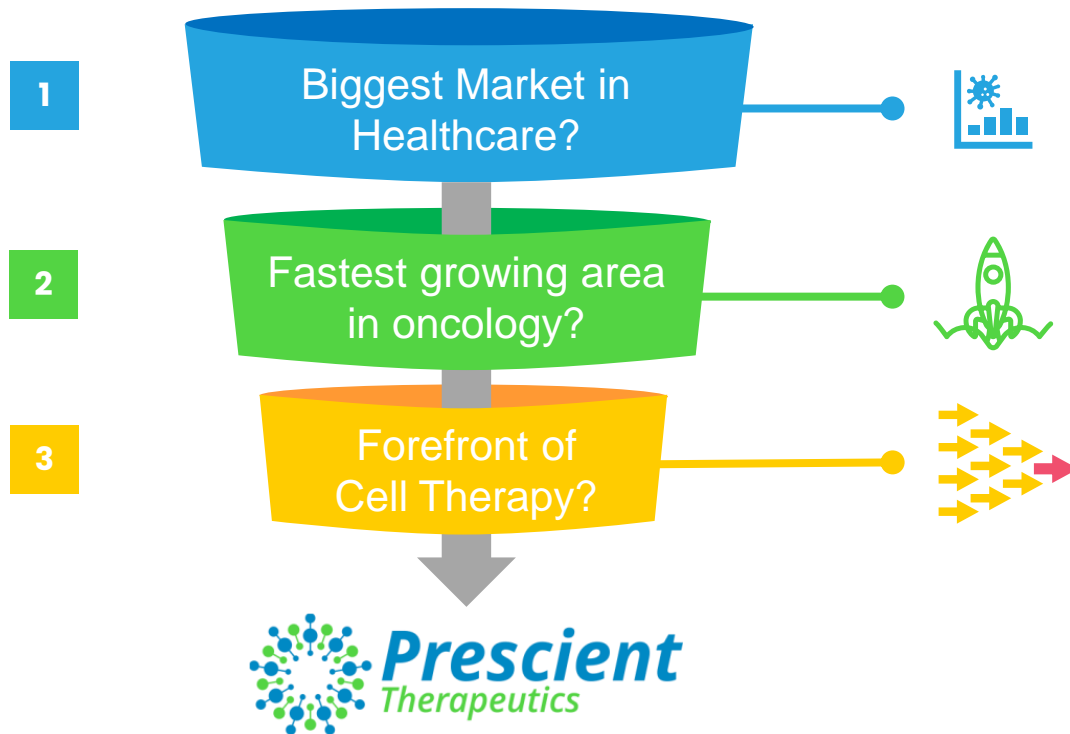 1
Biggest Market in
Healthcare?
2
Fastest growing area
in oncology?
3
Forefront of
Cell Therapy?
Prescient
Therapeutics